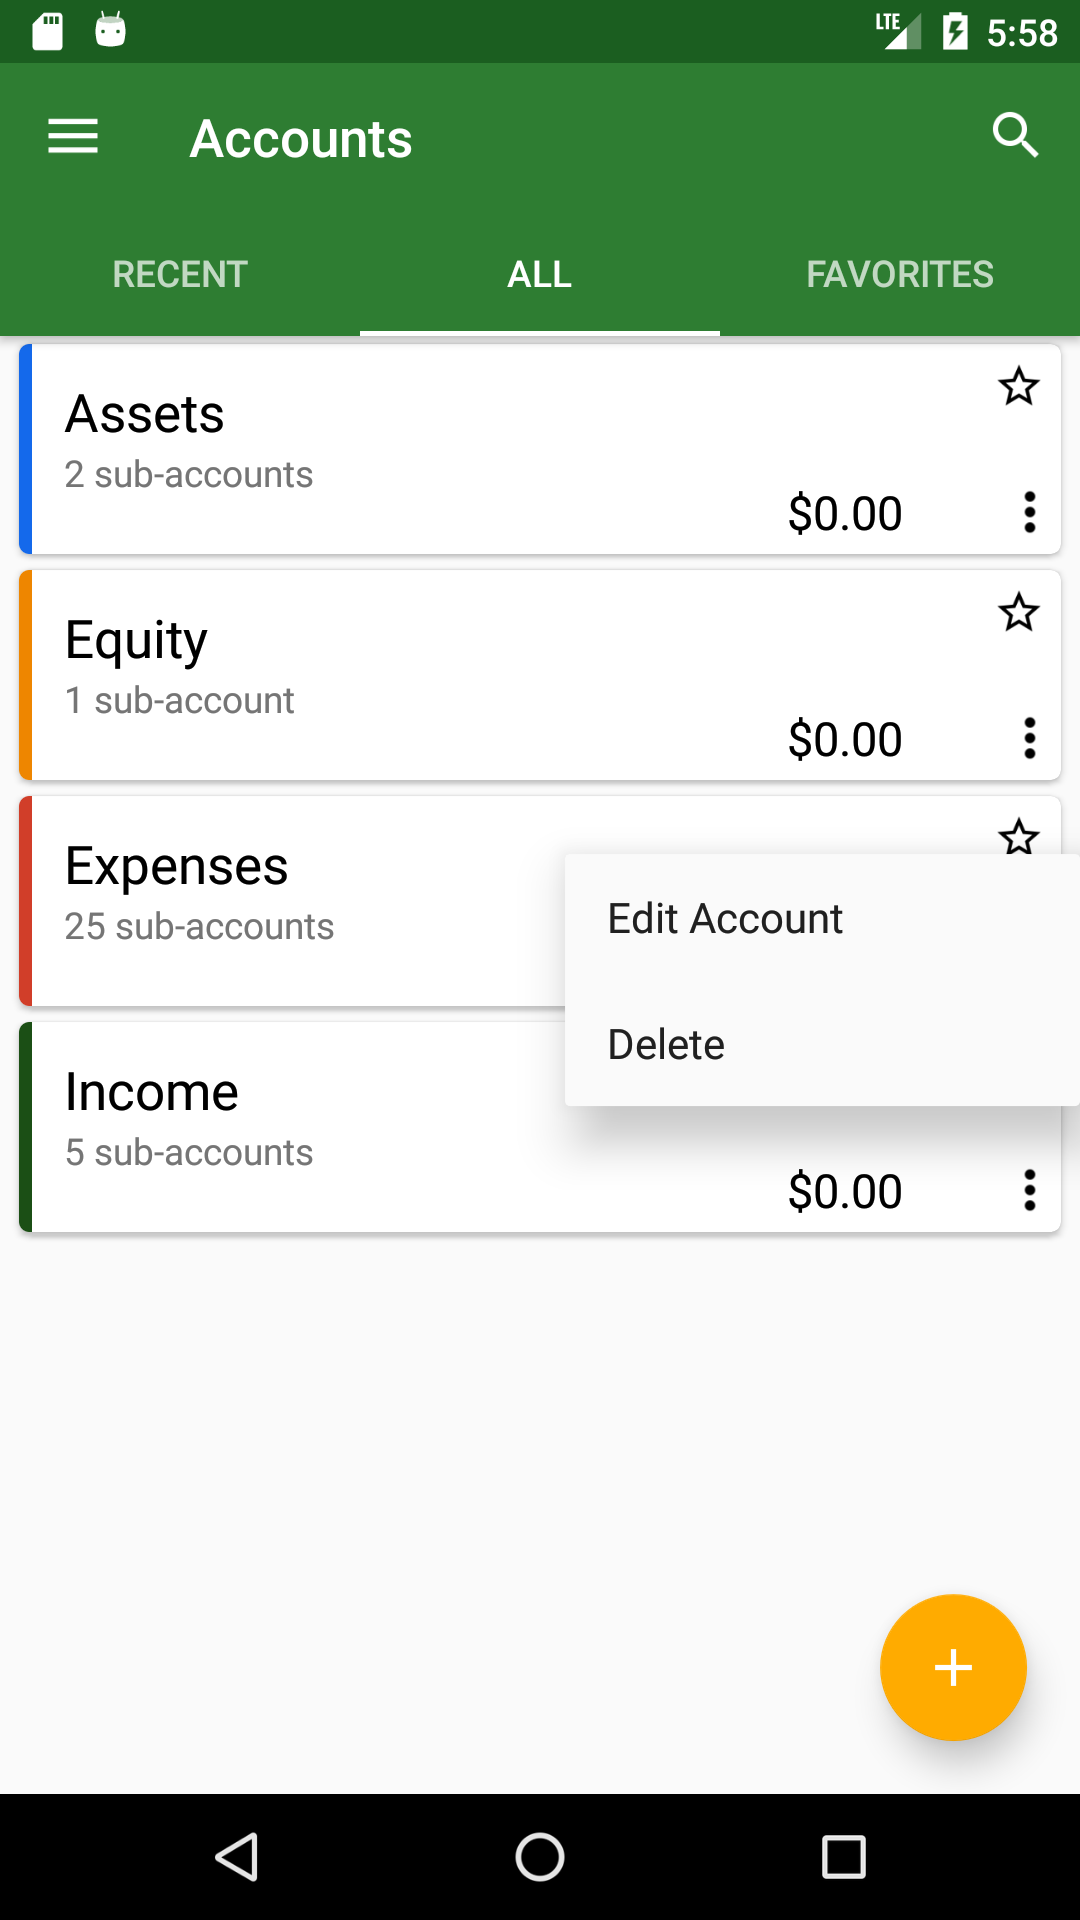 LTE 5:58
Accounts
RECENT ALL FAVORITES
Assets
2 sub-accounts
$0.00
Equity
1 sub-account
$0.00
Expenses
25 sub-accounts
Edit Account
Delete
Income
5 sub-accounts
$0.00